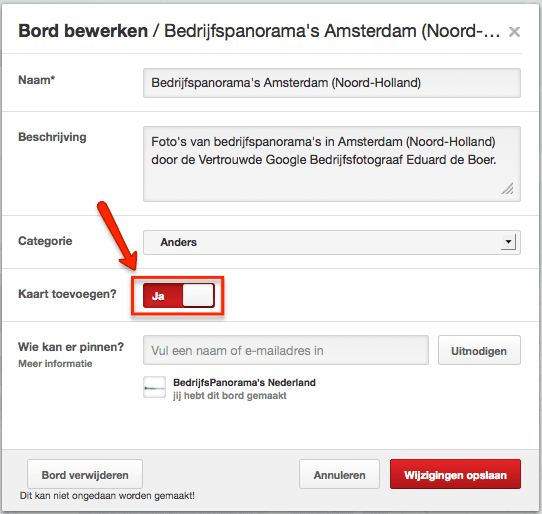 Bord bewerken / Bedrijfspanorama's Amsterdam (Noord-... ×
Naam* Bedrijfspanorama's Amsterdam (Noord-Holland)
Beschrijving Foto's van bedrijfspanorama's in Amsterdam (Noord-Holland)
door de Vertrouwde Google Bedrijfsfotograaf Eduard de Boer.
Categorie Anders
Kaart toevoegen? Ja
Wie kan er pinnen? Vul een naam of e-mailadres in Uitnodigen
Meer informatie
BedrijfsPanorama's Nederland
jij hebt dit bord gemaakt
Bord verwijderen Annuleren Wijzigingen opslaan
Dit kan niet ongedaan worden gemaakt!